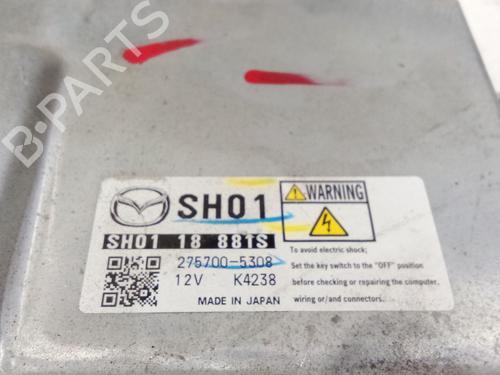 B-PARTS
SH01
WARNING
SH01 18 881S
275700-5308
12V K4238
MADE IN JAPAN
To avoid electric shock;
Set the key switch to the "OFF" position
before checking or repairing the computer,
wiring or/and connectors.